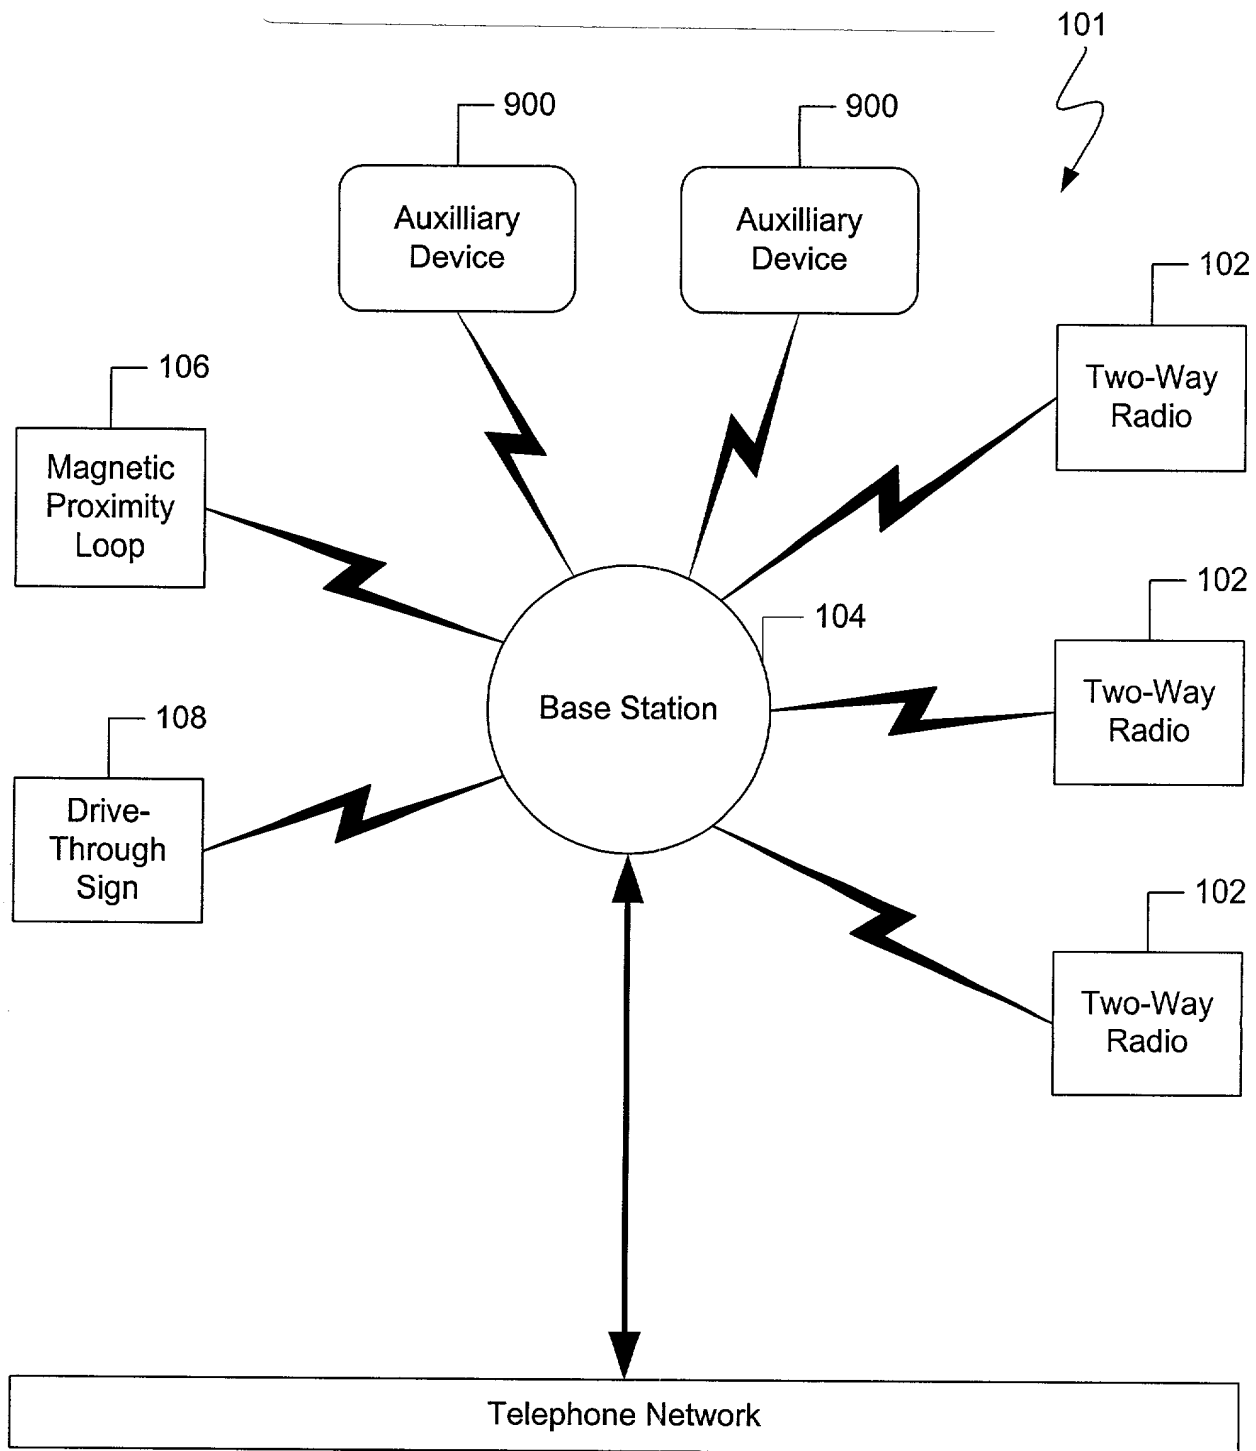 101
900
900
Auxilliary
Device
Auxilliary
Device
102
Two-Way
Radio
106
Magnetic
Proximity
Loop
102
Two-Way
Radio
104
Base Station
108
Drive-
Through
Sign
102
Two-Way
Radio
Telephone Network